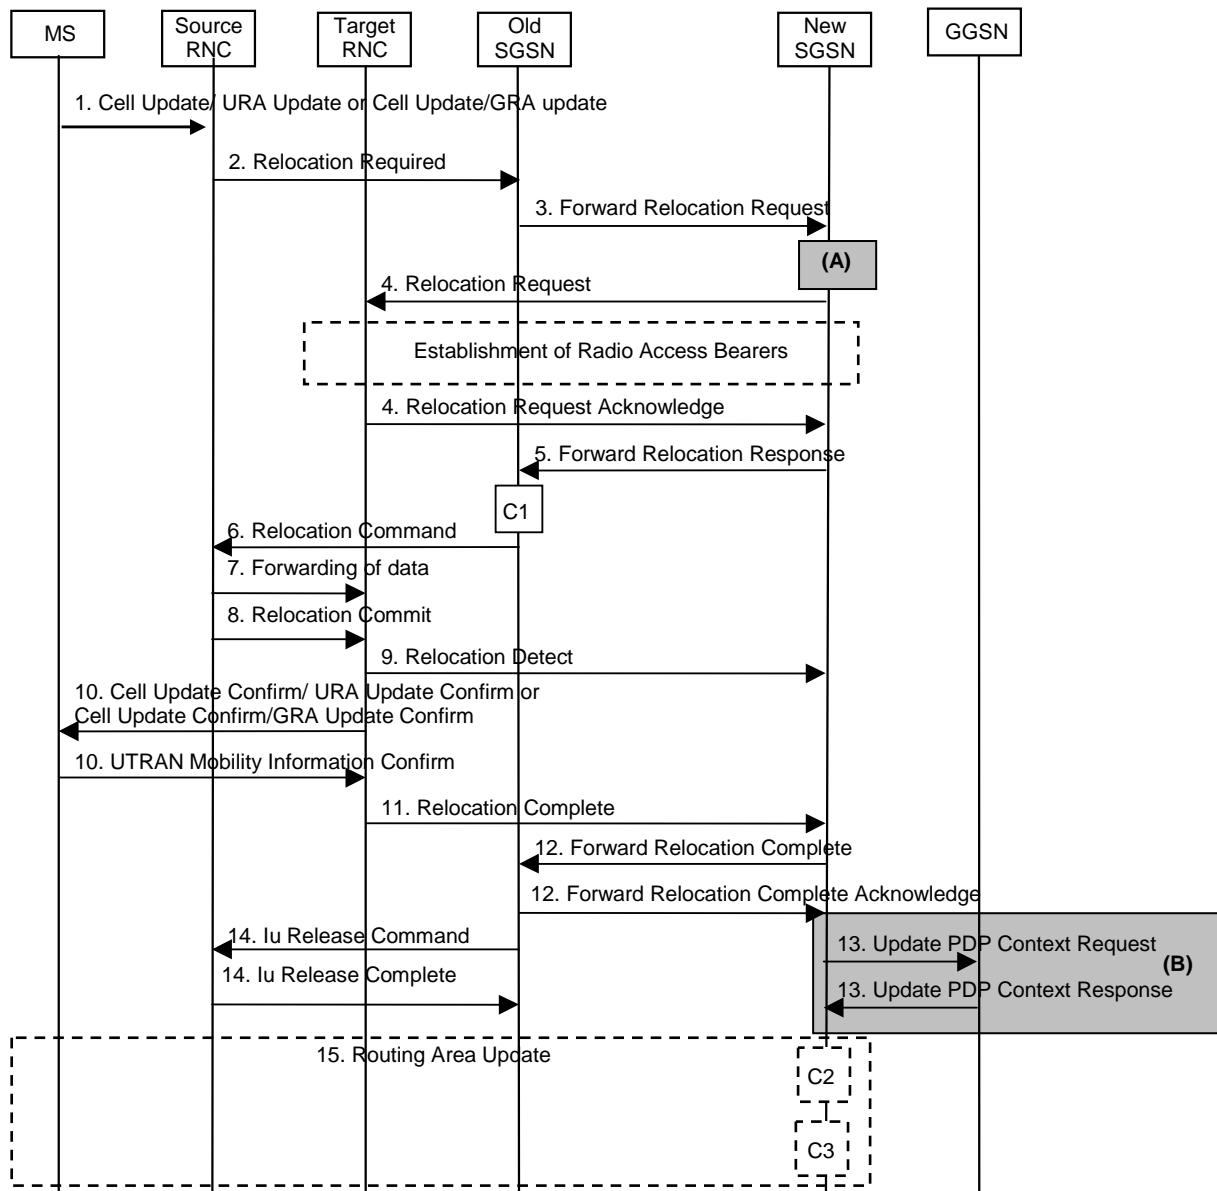 MS
Source
RNC
Target
RNC
Old
SGSN
New
SGSN
GGSN
1. Cell Update/ URA Update or Cell Update/GRA update
2. Relocation Required
3. Forward Relocation Request
(A)
4. Relocation Request
Establishment of Radio Access Bearers
4. Relocation Request Acknowledge
5. Forward Relocation Response
C1
6. Relocation Command
7. Forwarding of data
8. Relocation Commit
9. Relocation Detect
10. Cell Update Confirm/ URA Update Confirm or
Cell Update Confirm/GRA Update Confirm
10. UTRAN Mobility Information Confirm
11. Relocation Complete
12. Forward Relocation Complete
12. Forward Relocation Complete Acknowledge
14. Iu Release Command
13. Update PDP Context Request
(B)
14. Iu Release Complete
13. Update PDP Context Response
15. Routing Area Update
C2
C3